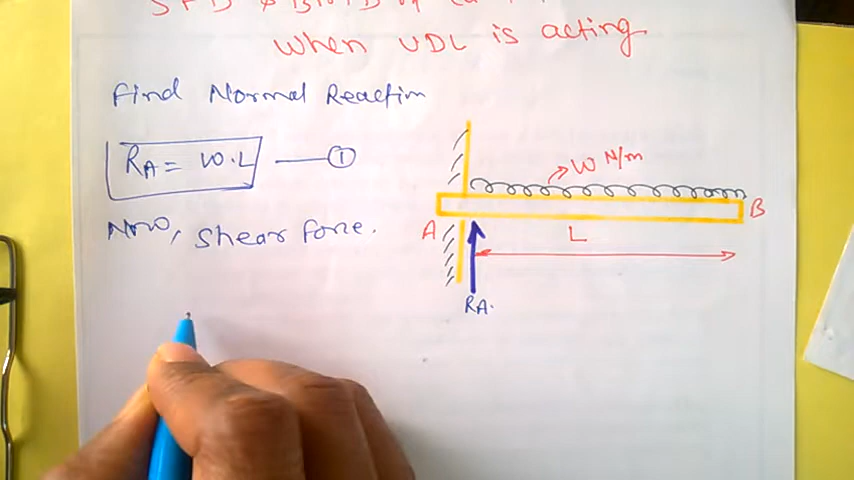 when UDL is acting
Find Normal Reaction
RA = W.L ①
W N/m
Now, Shear force.
A
B
L
RA.